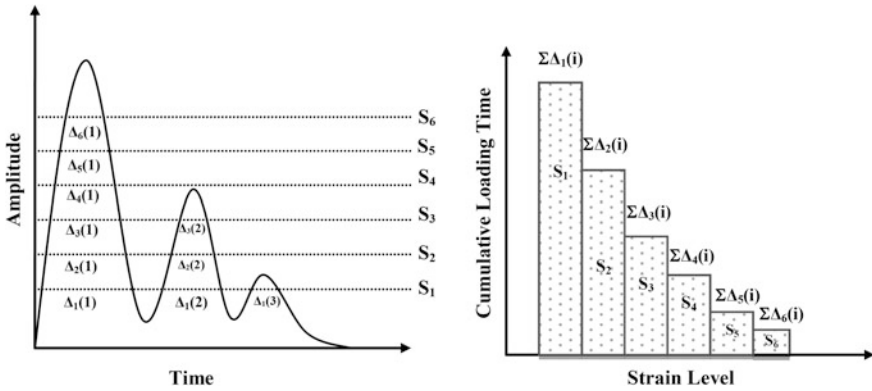 Amplitude
S₆
Δ₆(1)
S₅
Δ₅(1)
S₄
Δ₄(1)
S₃
Δ₃(1) Δ₃(2)
S₂
Δ₂(1) Δ₂(2)
S₁
Δ₁(1) Δ₁(2) Δ₁(3)
Time
Cumulative Loading Time
ΣΔ₁(i)
ΣΔ₂(i)
ΣΔ₃(i)
ΣΔ₄(i)
ΣΔ₅(i)
ΣΔ₆(i)
S₁
S₂
S₃
S₄
S₅
S₆
Strain Level